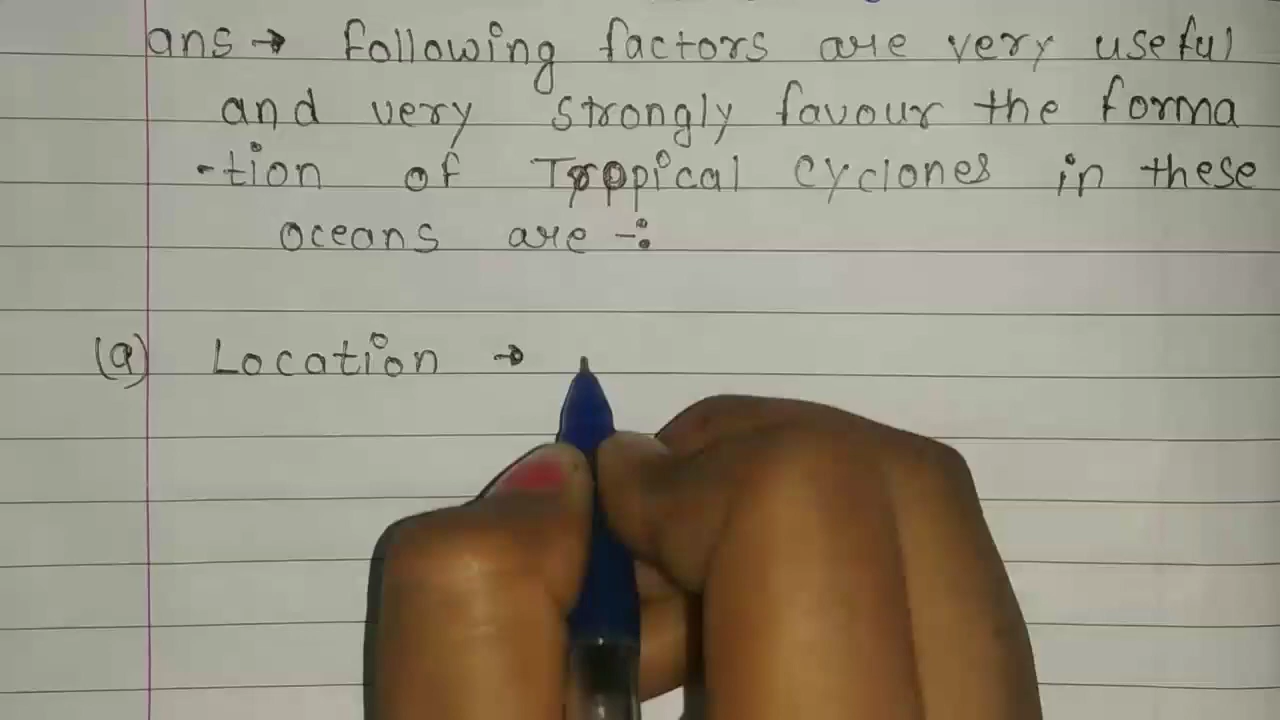 ans → Following factors are very useful
and very strongly favour the forma
-tion of Tropical cyclones in these
oceans are -:
(a) Location →